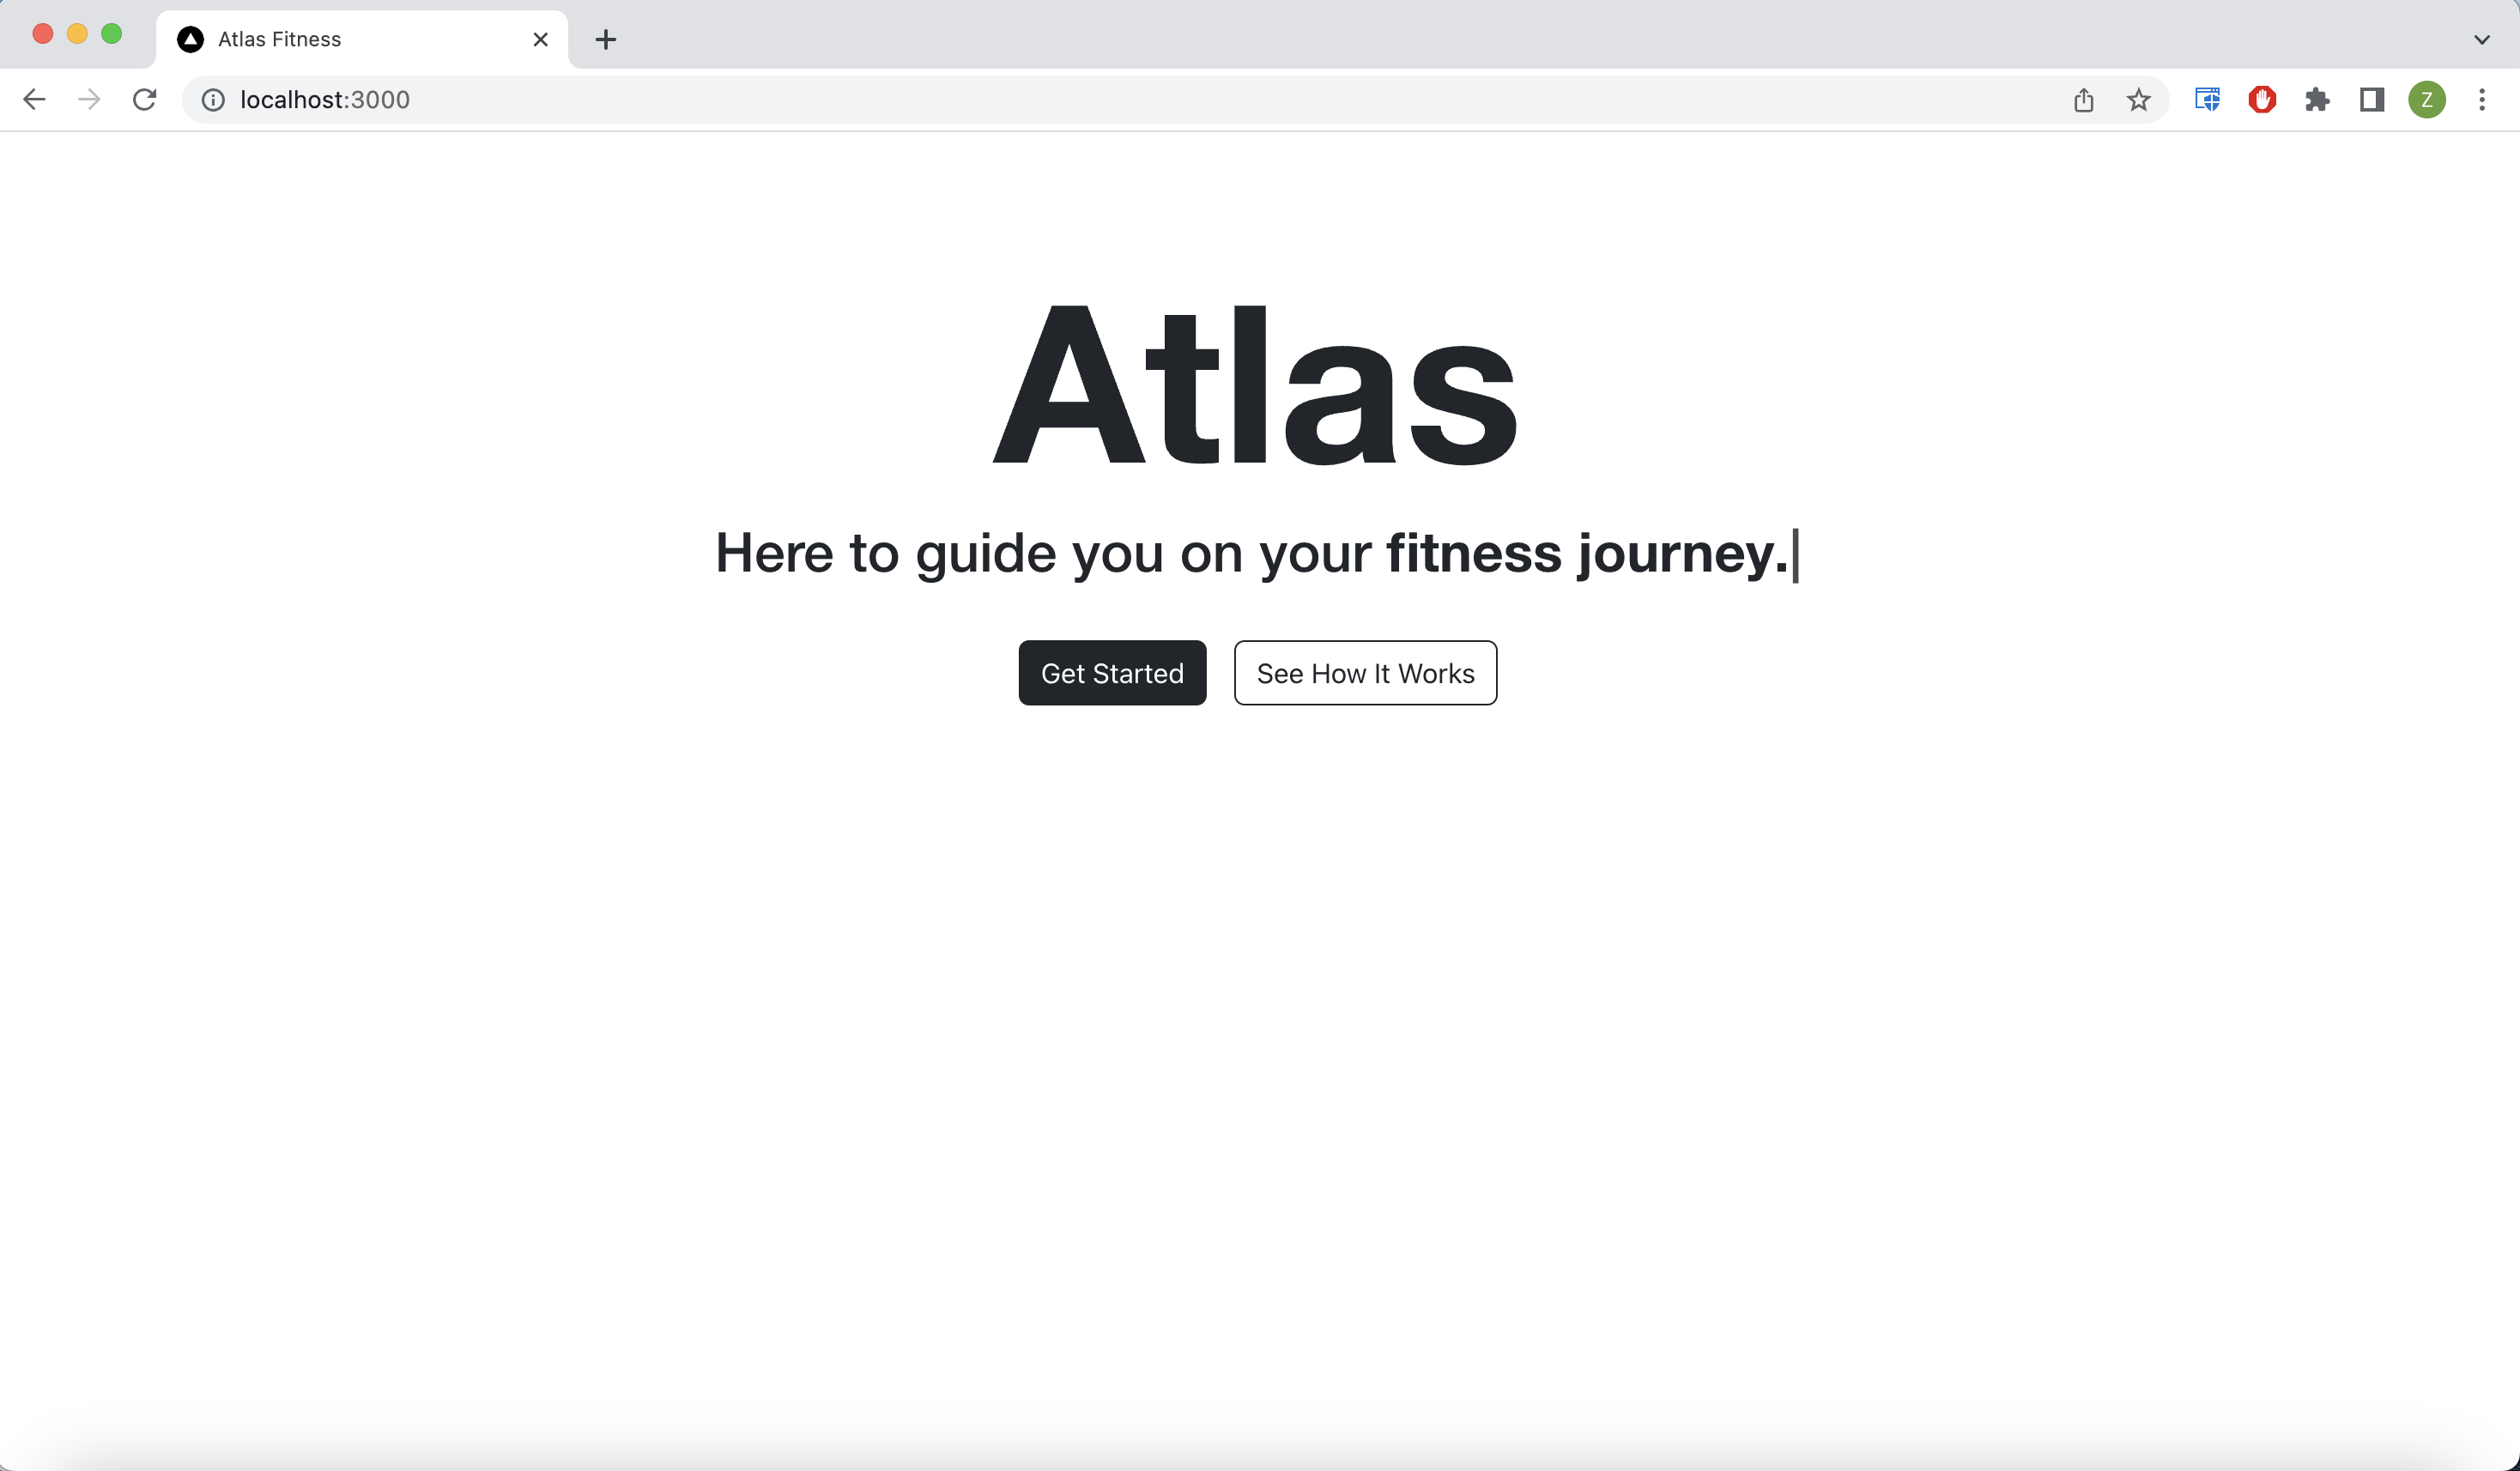 Atlas Fitness
localhost:3000
Z
Atlas
Here to guide you on your fitness journey.|
Get Started
See How It Works